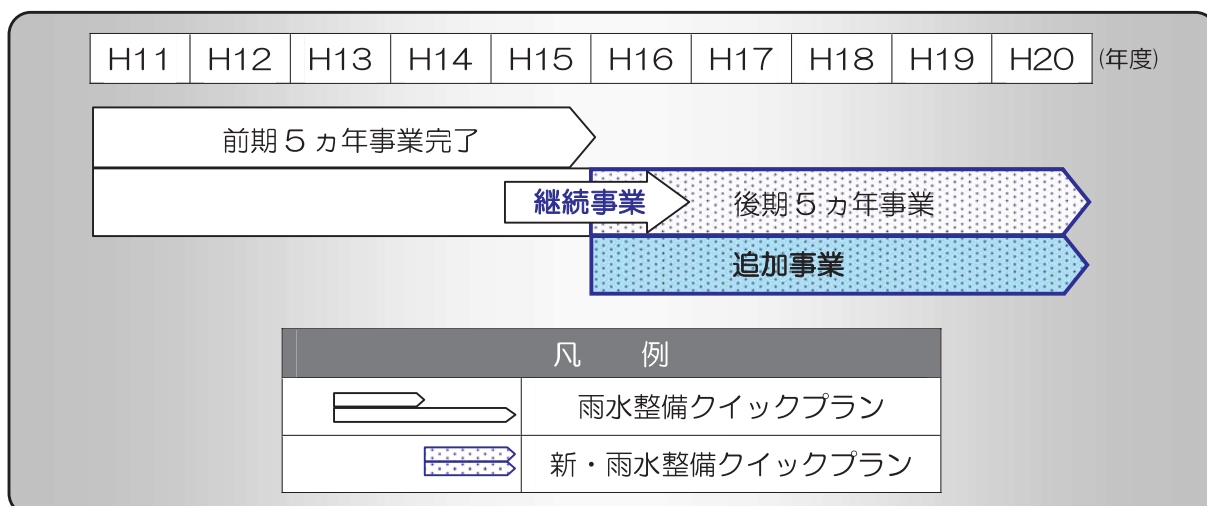 H11 H12 H13 H14 H15 H16 H17 H18 H19 H20 (年度)
前期5ヵ年事業完了
継続事業 後期5ヵ年事業
追加事業
凡 例
雨水整備クイックプラン
新・雨水整備クイックプラン